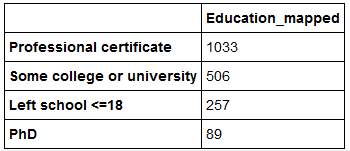 Education_mapped
Professional certificate 1033
Some college or university 506
Left school <=18 257
PhD 89